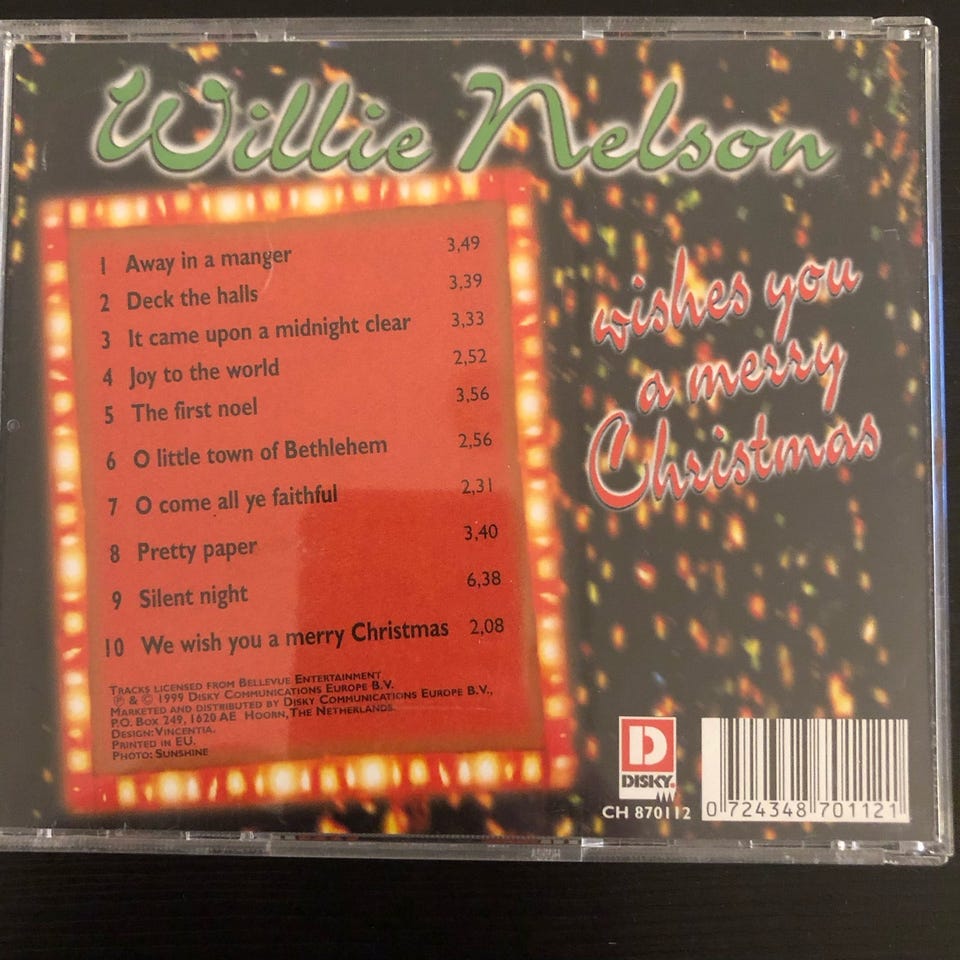 Willie Nelson
wishes you
a merry
Christmas
1 Away in a manger 3,49
2 Deck the halls 3,39
3 It came upon a midnight clear 3,33
4 Joy to the world 2,52
5 The first noel 3,56
6 O little town of Bethlehem 2,56
7 O come all ye faithful 2,31
8 Pretty paper 3,40
9 Silent night 6,38
10 We wish you a merry Christmas 2,08
TRACKS LICENSED FROM BELLEVUE ENTERTAINMENT
℗ & © 1999 DISKY COMMUNICATIONS EUROPE B.V.
MARKETED AND DISTRIBUTED BY DISKY COMMUNICATIONS EUROPE B.V.,
P.O. BOX 249, 1620 AE HOORN, THE NETHERLANDS.
DESIGN: VINCENTIA.
PRINTED IN EU.
PHOTO: SUNSHINE
D
DISKY.
CH 870112
0 724348 701121